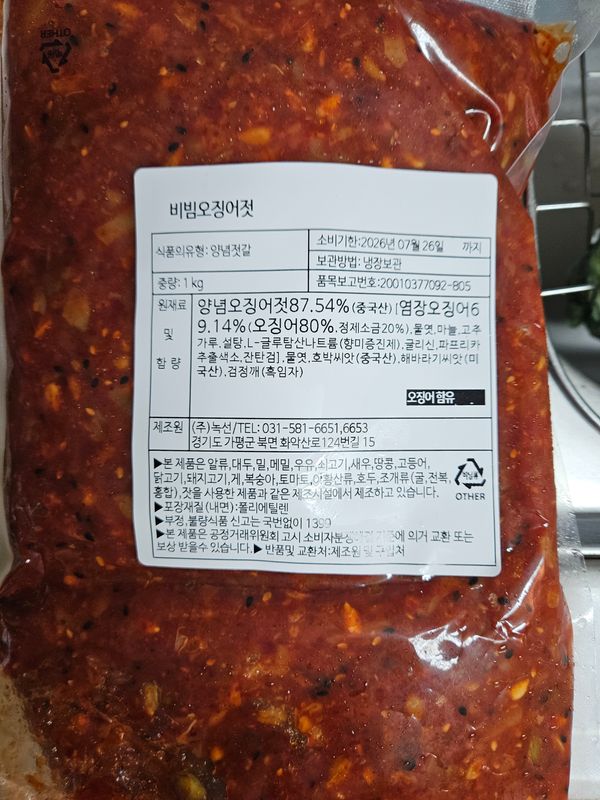 OTHER
비빔오징어젓
식품의유형: 양념젓갈
소비기한:2026년 07월 26일 까지
보관방법: 냉장보관
중량: 1 kg
품목보고번호:20010377092-805
원재료 및 함량
양념오징어젓87.54%(중국산) [염장오징어6
9.14%(오징어80%.정제소금20%).물엿.마늘.고추
가루.설탕.L-글루탐산나트륨(향미증진제).글리신.파프리카
추출색소.잔탄검].물엿.호박씨앗(중국산).해바라기씨앗(미
국산).검정깨(흑임자)
오징어 함유
제조원
(주)녹선/TEL: 031-581-6651,6653
경기도 가평군 북면 화악산로124번길 15
▶본 제품은 알류,대두,밀,메밀,우유,쇠고기,새우,땅콩,고등어,
닭고기,돼지고기,게,복숭아,토마토,아황산류,호두,조개류(굴,전복,
홍합),잣을 사용한 제품과 같은 제조시설에서 제조하고 있습니다.
OTHER
▶포장재질(내면):폴리에틸렌
▶부정,불량식품 신고는 국번없이 1399
▶본 제품은 공정거래위원회 고시 소비자분쟁해결 기준에 의거 교환 또는
보상 받을수 있습니다.▶ 반품및 교환처:제조원 및 구입처